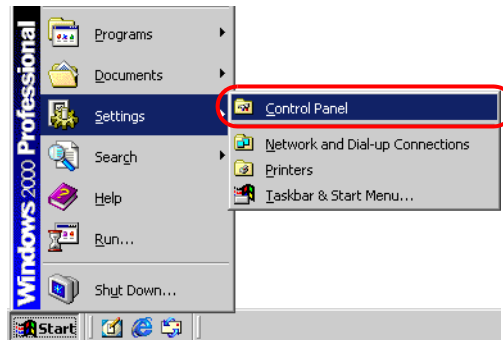 Windows 2000 Professional
Programs
Documents
Settings
Search
Help
Run...
Shut Down...
Control Panel
Network and Dial-up Connections
Printers
Taskbar & Start Menu...
Start